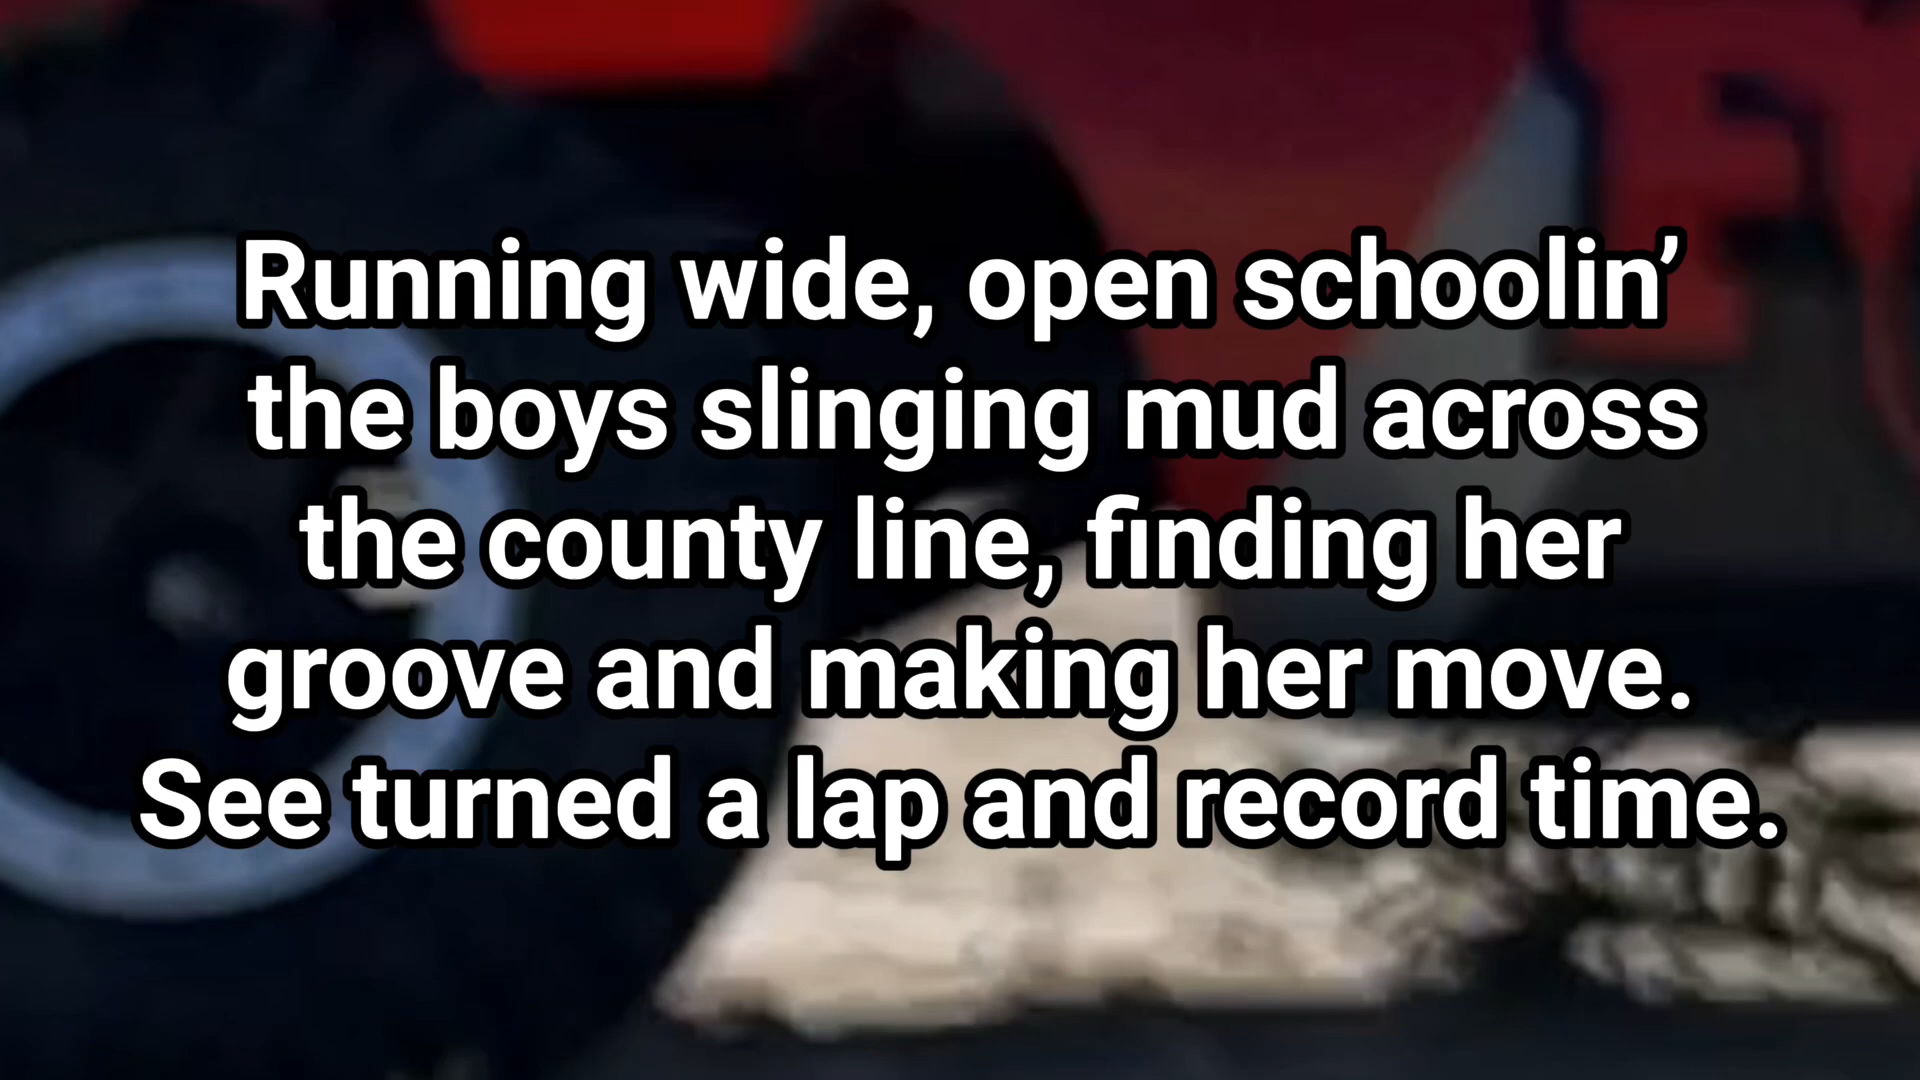 Running wide, open schoolin’
the boys slinging mud across
the county line, finding her
groove and making her move.
See turned a lap and record time.